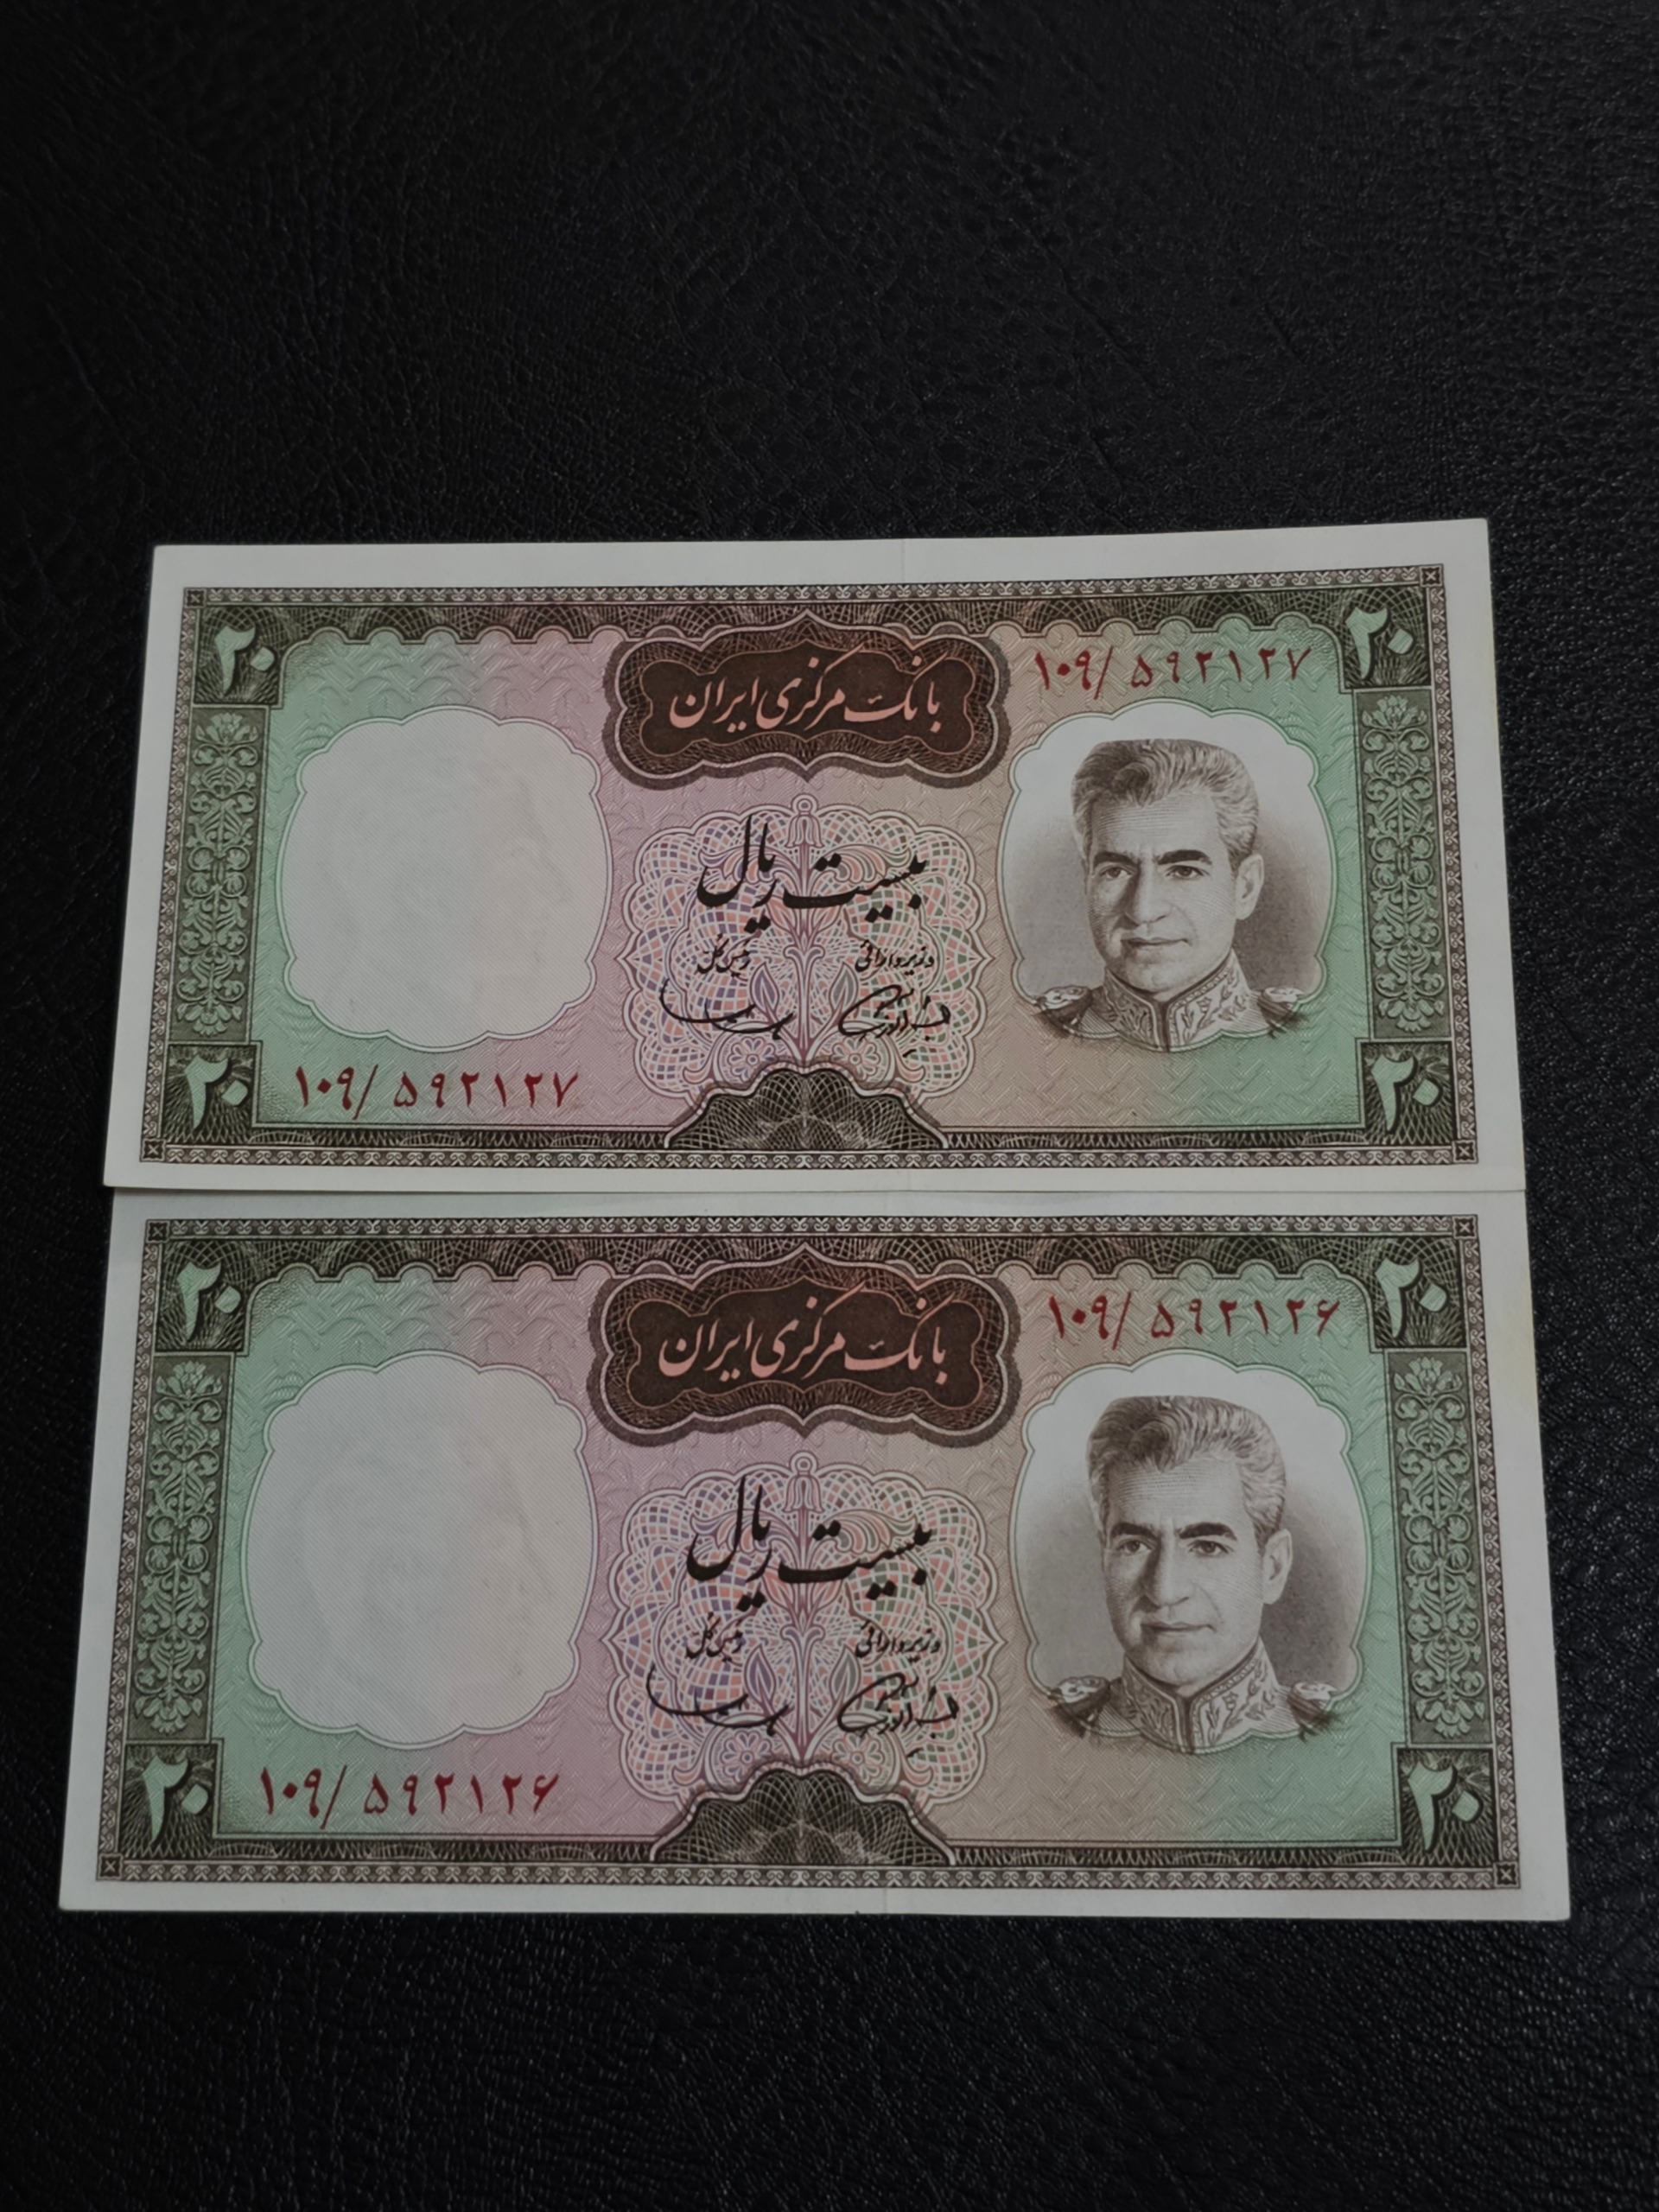 ۲۰
۱۰۹/۵۹۲۱۲۷
۲۰
بانک مرکزی ایران
بیست ریال
وزیر دارائی
رئیس کل
۲۰
۱۰۹/۵۹۲۱۲۷
۲۰
۲۰
۱۰۹/۵۹۲۱۲۶
۲۰
بانک مرکزی ایران
بیست ریال
وزیر دارائی
رئیس کل
۲۰
۱۰۹/۵۹۲۱۲۶
۲۰